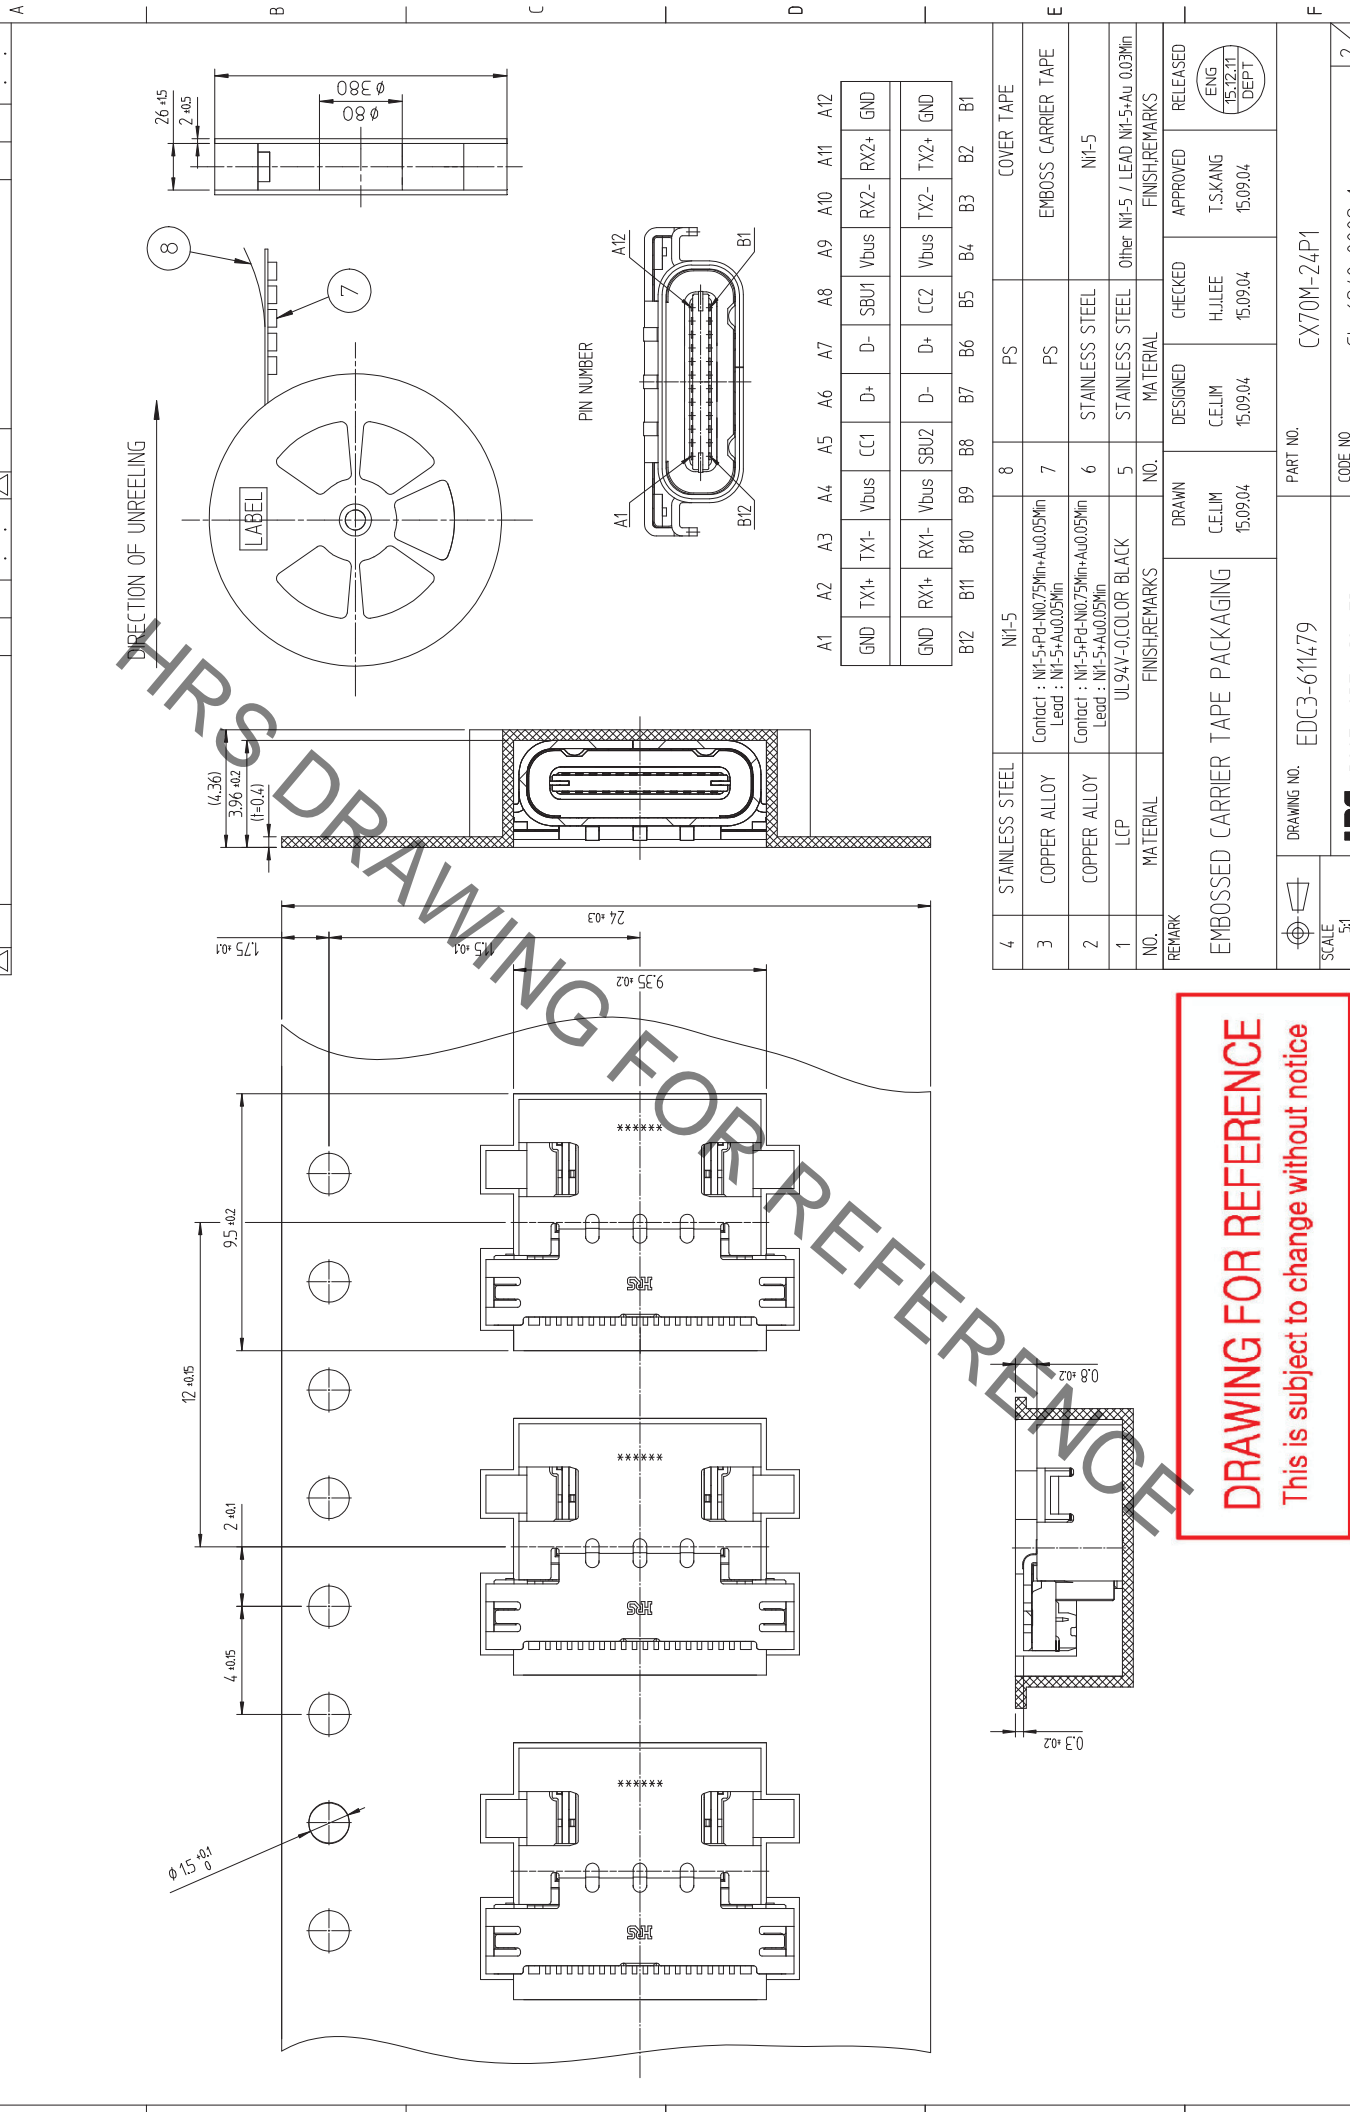 A
B
C
D
E
F
26 ±1.5
2 ±0.5
ϕ 80
ϕ 380
8
7
DIRECTION OF UNREELING
LABEL
PIN NUMBER
A12
B1
A1
B12
A1 A2 A3 A4 A5 A6 A7 A8 A9 A10 A11 A12
GND TX1+ TX1- Vbus CC1 D+ D- SBU1 Vbus RX2- RX2+ GND
GND RX1+ RX1- Vbus SBU2 D- D+ CC2 Vbus TX2- TX2+ GND
B12 B11 B10 B9 B8 B7 B6 B5 B4 B3 B2 B1
(4.36)
3.96 ±0.2
(t=0.4)
24 ±0.3
1.75 ±0.1
11.5 ±0.1
9.35 ±0.2
9.5 ±0.2
12 ±0.15
2 ±0.1
4 ±0.15
ϕ 1.5 +0.1 0
******
HRS
******
HRS
******
HRS
0.8 ±0.2
0.3 ±0.2
HRS DRAWING FOR REFERENCE
4 STAINLESS STEEL Ni1-5 8 PS COVER TAPE
3 COPPER ALLOY Contact : Ni1-5+Pd-Ni0.75Min+Au0.05Min
Lead : Ni1-5+Au0.05Min 7 PS EMBOSS CARRIER TAPE
2 COPPER ALLOY Contact : Ni1-5+Pd-Ni0.75Min+Au0.05Min
Lead : Ni1-5+Au0.05Min 6 STAINLESS STEEL Ni1-5
1 LCP UL94V-0,COLOR BLACK 5 STAINLESS STEEL Other Ni1-5 / LEAD Ni1-5+Au 0.03Min
NO. MATERIAL FINISH,REMARKS NO. MATERIAL FINISH,REMARKS
REMARK
EMBOSSED CARRIER TAPE PACKAGING
DRAWN DESIGNED CHECKED APPROVED RELEASED
C.E.LIM C.E.LIM H.J.LEE T.S.KANG
15.09.04 15.09.04 15.09.04 15.09.04
ENG
15.12.11
DEPT
SCALE
5:1
DRAWING NO. EDC3-611479
PART NO. CX70M-24P1
CODE NO
2
DRAWING FOR REFERENCE
This is subject to change without notice